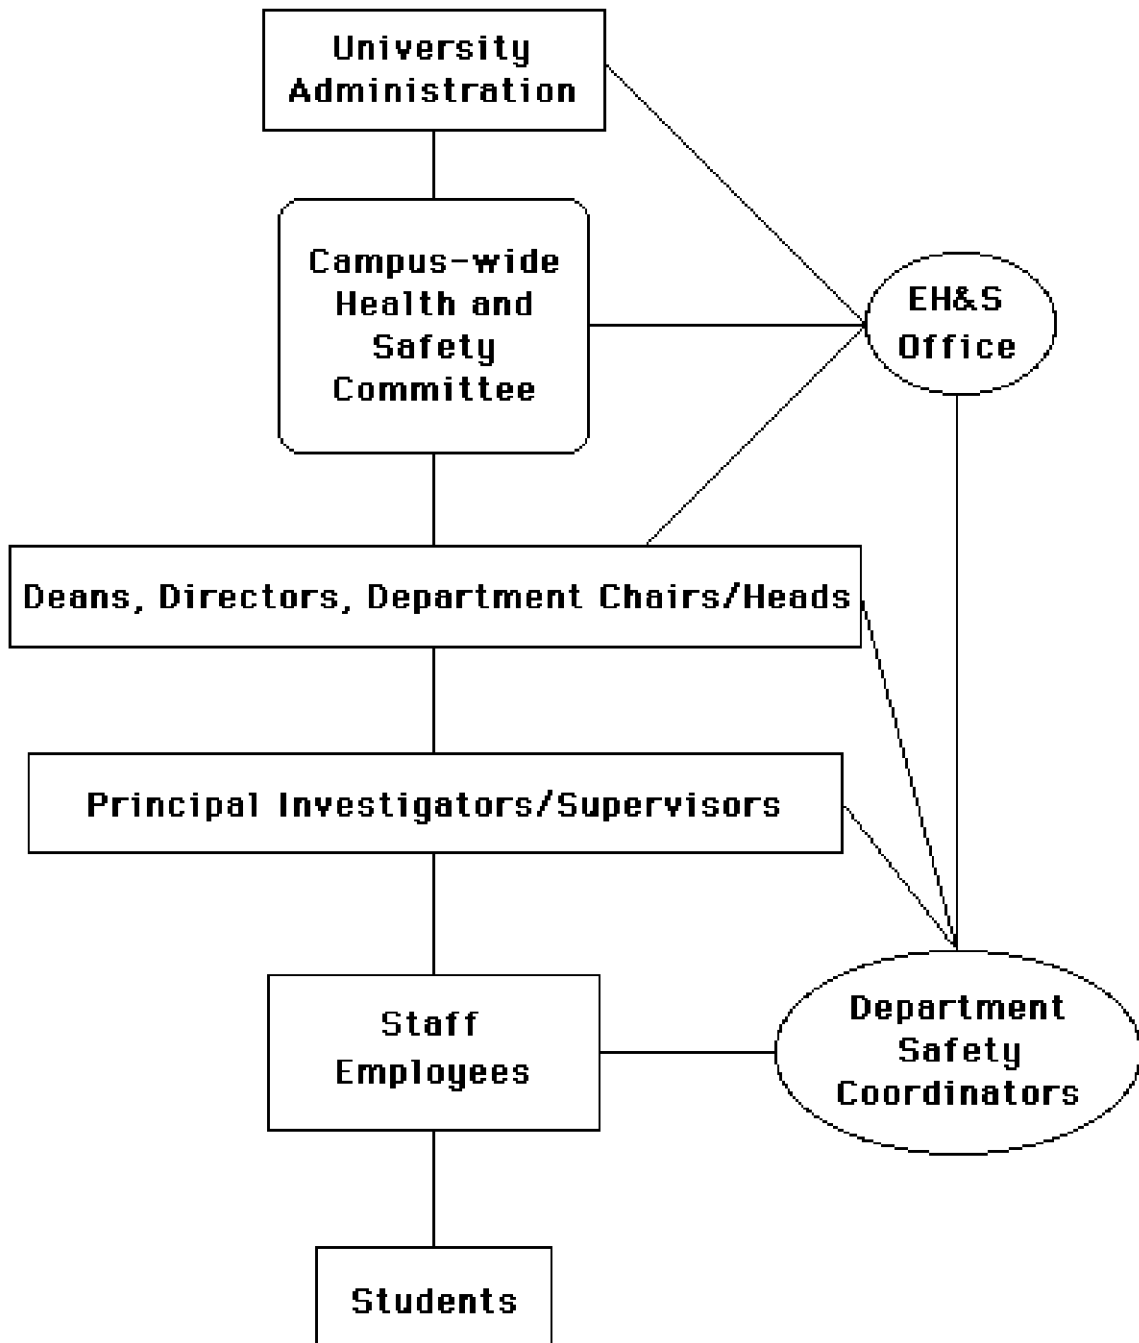 University
Administration
Campus-wide
Health and
Safety
Committee
EH&S
Office
Deans, Directors, Department Chairs/Heads
Principal Investigators/Supervisors
Staff
Employees
Department
Safety
Coordinators
Students